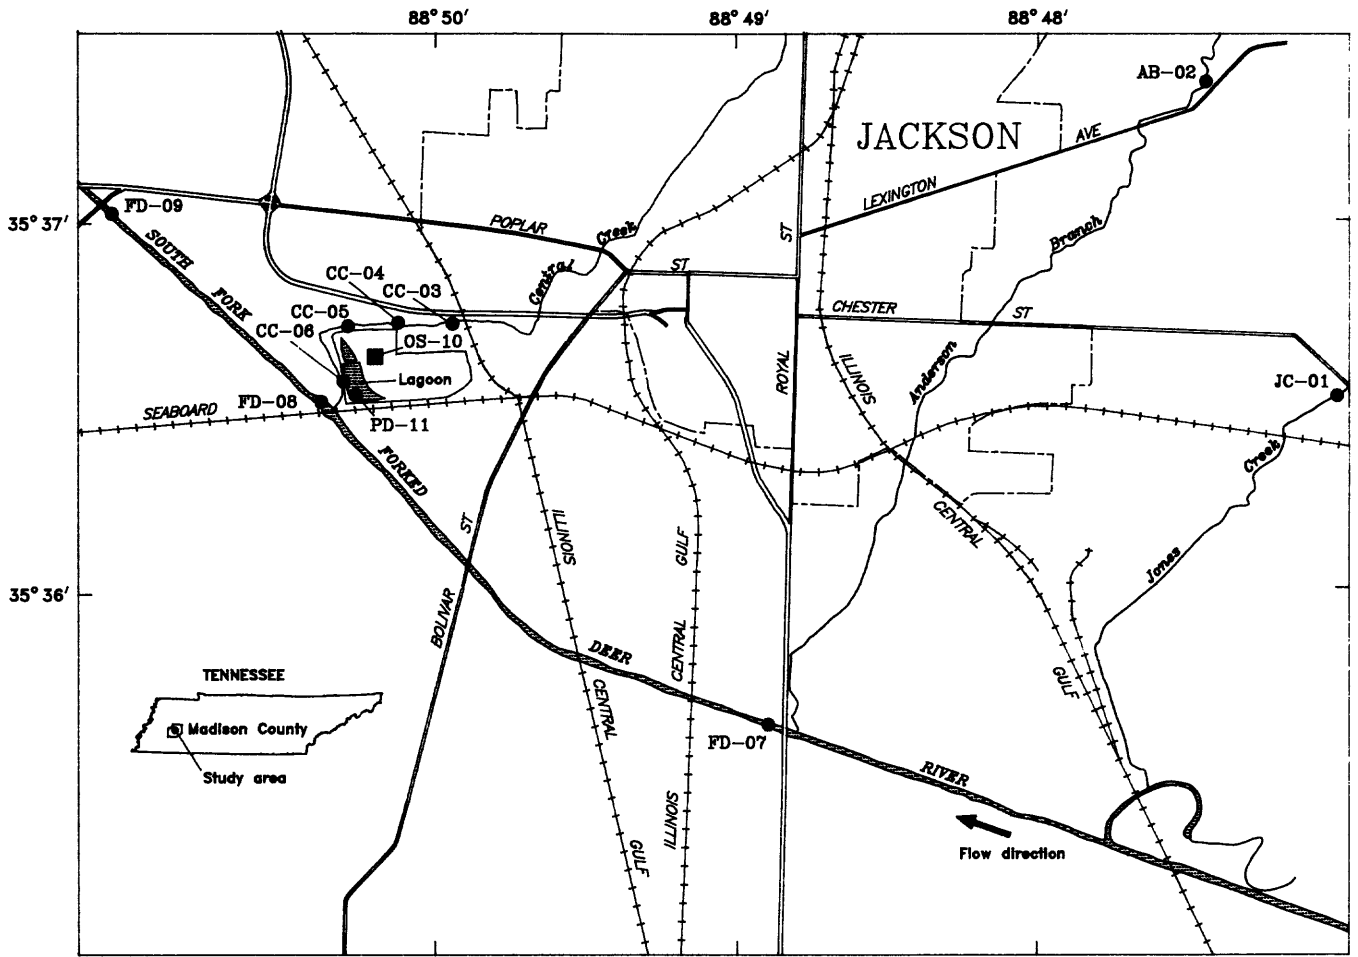 88° 50′
88° 49′
88° 48′
AB-02
JACKSON
AVE
LEXINGTON
35° 37′
FD-09
POPLAR
ST
Creek
Central
Branch
SOUTH
FORK
CC-04
CC-03
ST
CC-05
CC-06
OS-10
Lagoon
CHESTER
ST
ROYAL
ILLINOIS
Anderson
JC-01
SEABOARD
FD-08
PD-11
FORKED
Creek
ST
ILLINOIS
GULF
CENTRAL
Jones
35° 36′
BOLIVAR
DEER
CENTRAL
GULF
TENNESSEE
CENTRAL
Madison County
FD-07
Study area
RIVER
ILLINOIS
GULF
Flow direction